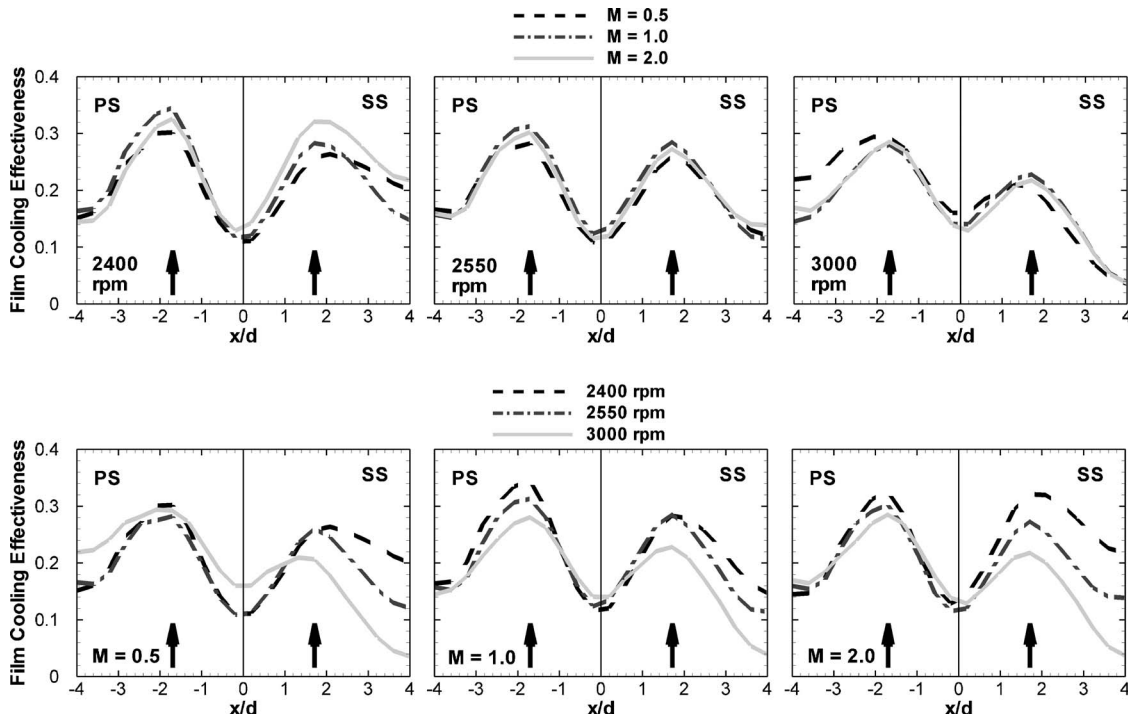 M = 0.5
M = 1.0
M = 2.0
Film Cooling Effectiveness
0.4
0.3
0.2
0.1
0
PS
SS
2400
rpm
-4 -3 -2 -1 0 1 2 3 4
x/d
PS
SS
2550
rpm
-4 -3 -2 -1 0 1 2 3 4
x/d
PS
SS
3000
rpm
-4 -3 -2 -1 0 1 2 3 4
x/d
2400 rpm
2550 rpm
3000 rpm
Film Cooling Effectiveness
0.4
0.3
0.2
0.1
0
PS
SS
M = 0.5
-4 -3 -2 -1 0 1 2 3 4
x/d
PS
SS
M = 1.0
-4 -3 -2 -1 0 1 2 3 4
x/d
PS
SS
M = 2.0
-4 -3 -2 -1 0 1 2 3 4
x/d